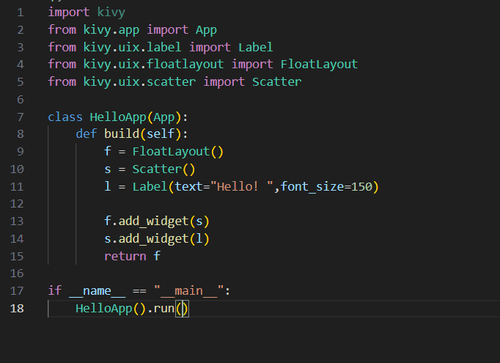 1 import kivy
2 from kivy.app import App
3 from kivy.uix.label import Label
4 from kivy.uix.floatlayout import FloatLayout
5 from kivy.uix.scatter import Scatter
6
7 class HelloApp(App):
8     def build(self):
9         f = FloatLayout()
10         s = Scatter()
11         l = Label(text="Hello! ",font_size=150)
12
13         f.add_widget(s)
14         s.add_widget(l)
15         return f
16
17 if __name__ == "__main__":
18     HelloApp().run()